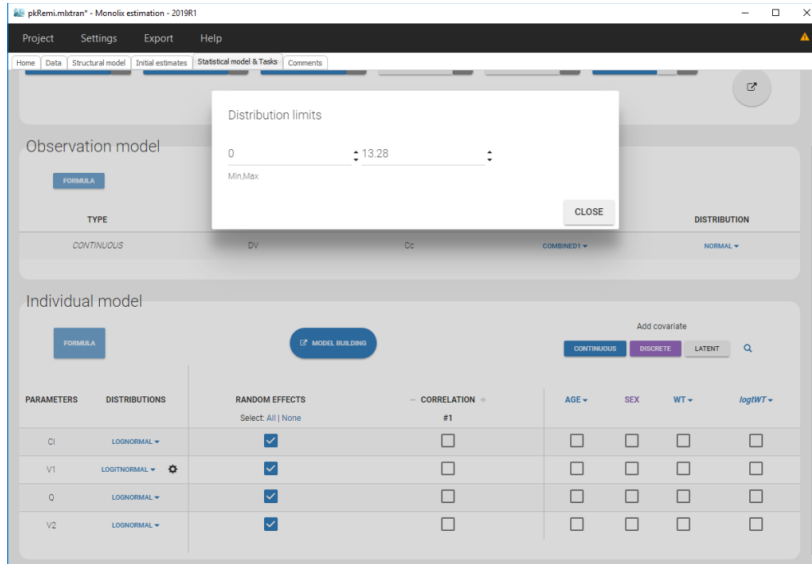 pkRemi.mlxtran* - Monolix estimation - 2019R1
Project Settings Export Help
Home Data Structural model Initial estimates Statistical model & Tasks Comments
Distribution limits
0 13.28
Min,Max
CLOSE
Observation model
FORMULA
TYPE DISTRIBUTION
CONTINUOUS DV Cc COMBINED1 NORMAL
Individual model
Add covariate
FORMULA MODEL BUILDING CONTINUOUS DISCRETE LATENT
PARAMETERS DISTRIBUTIONS RANDOM EFFECTS − CORRELATION + AGE SEX WT logtWT
Select: All | None #1
Cl LOGNORMAL
V1 LOGITNORMAL
Q LOGNORMAL
V2 LOGNORMAL